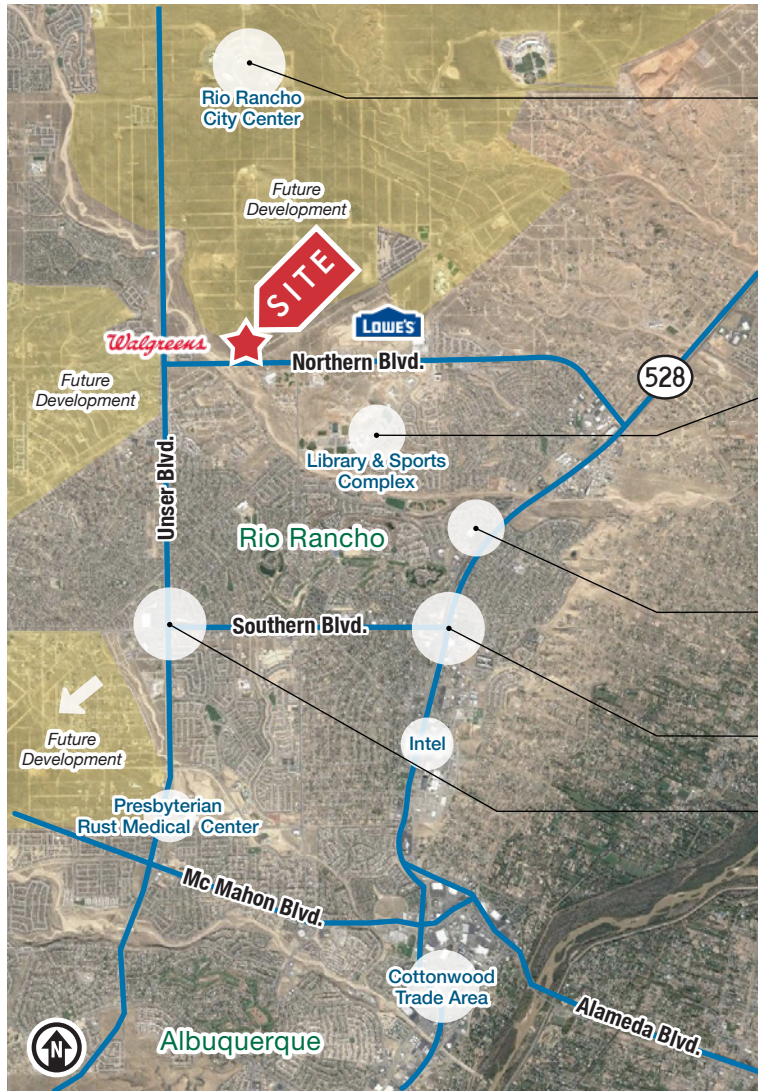 Rio Rancho
City Center
Future
Development
SITE
LOWE'S
Walgreens
Northern Blvd.
528
Future
Development
Unser Blvd.
Library & Sports
Complex
Rio Rancho
Southern Blvd.
Future
Development
Intel
Presbyterian
Rust Medical Center
Mc Mahon Blvd.
Cottonwood
Trade Area
Alameda Blvd.
N
Albuquerque